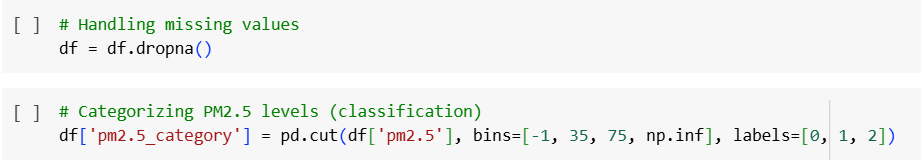 [ ] # Handling missing values
df = df.dropna()
[ ] # Categorizing PM2.5 levels (classification)
df['pm2.5_category'] = pd.cut(df['pm2.5'], bins=[-1, 35, 75, np.inf], labels=[0, 1, 2])